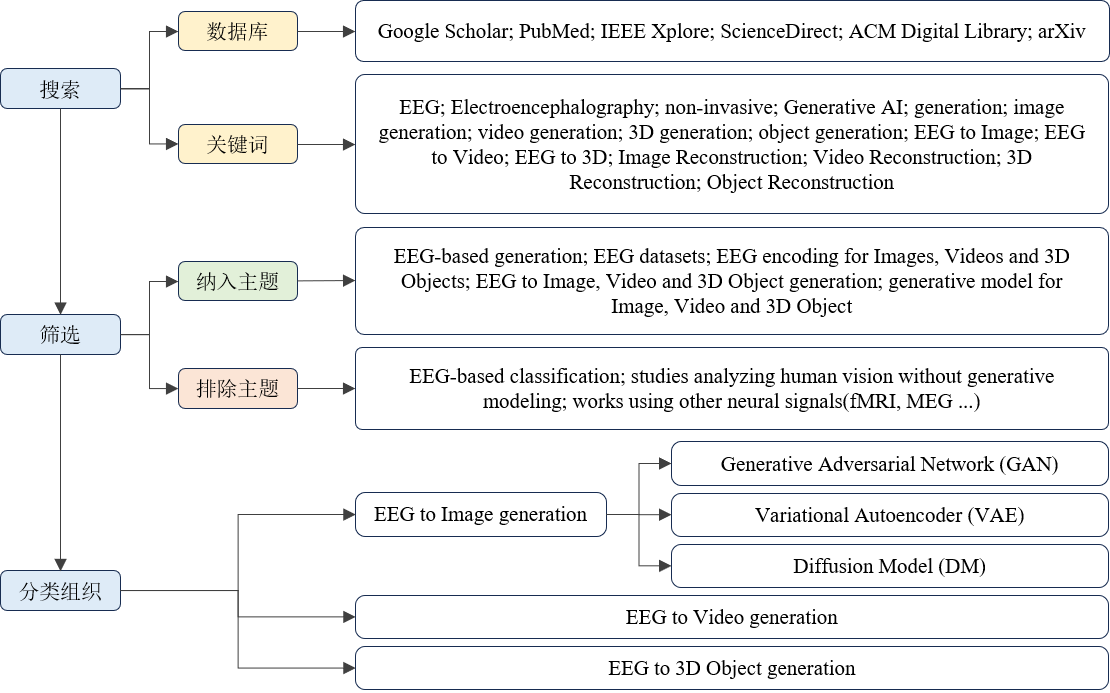 数据库
Google Scholar; PubMed; IEEE Xplore; ScienceDirect; ACM Digital Library; arXiv
搜索
关键词
EEG; Electroencephalography; non-invasive; Generative AI; generation; image
generation; video generation; 3D generation; object generation; EEG to Image; EEG
to Video; EEG to 3D; Image Reconstruction; Video Reconstruction; 3D
Reconstruction; Object Reconstruction
纳入主题
EEG-based generation; EEG datasets; EEG encoding for Images, Videos and 3D
Objects; EEG to Image, Video and 3D Object generation; generative model for
Image, Video and 3D Object
筛选
排除主题
EEG-based classification; studies analyzing human vision without generative
modeling; works using other neural signals(fMRI, MEG ...)
分类组织
EEG to Image generation
Generative Adversarial Network (GAN)
Variational Autoencoder (VAE)
Diffusion Model (DM)
EEG to Video generation
EEG to 3D Object generation